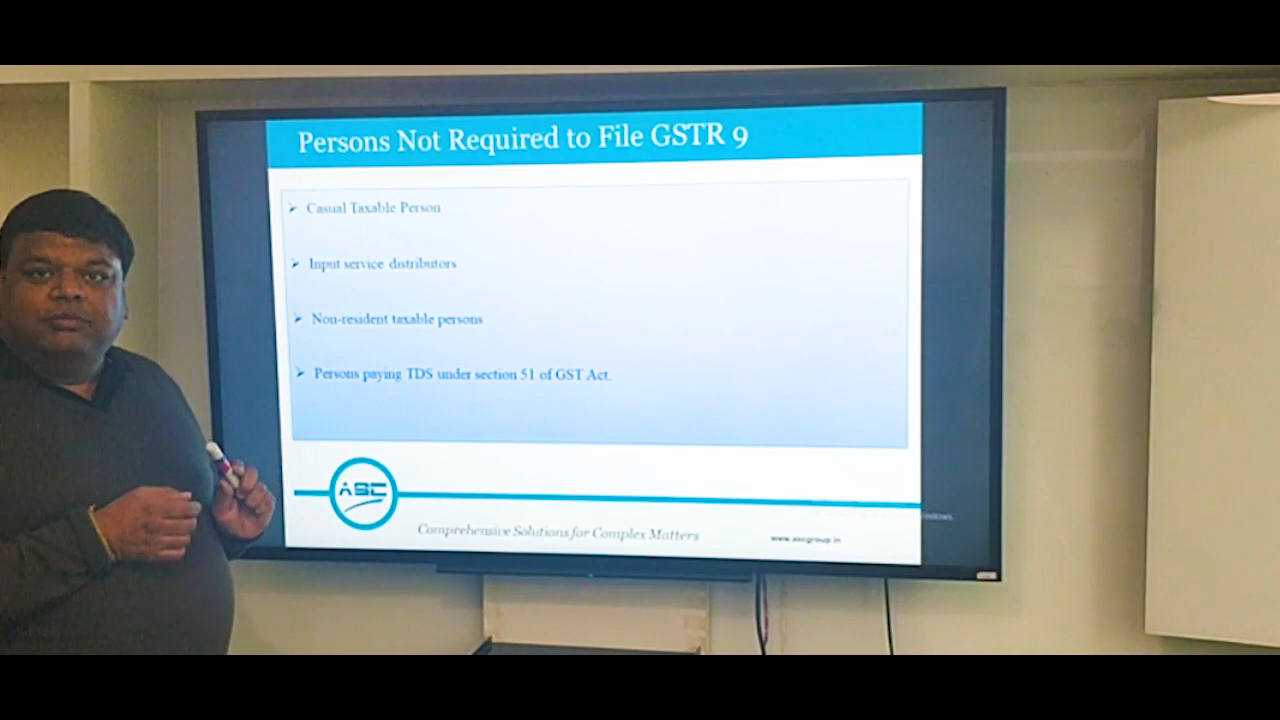 Persons Not Required to File GSTR 9
➢ Casual Taxable Person
➢ Input service distributors
➢ Non-resident taxable persons
➢ Persons paying TDS under section 51 of GST Act.
ASC
Comprehensive Solutions for Complex Matters
www.ascgroup.in